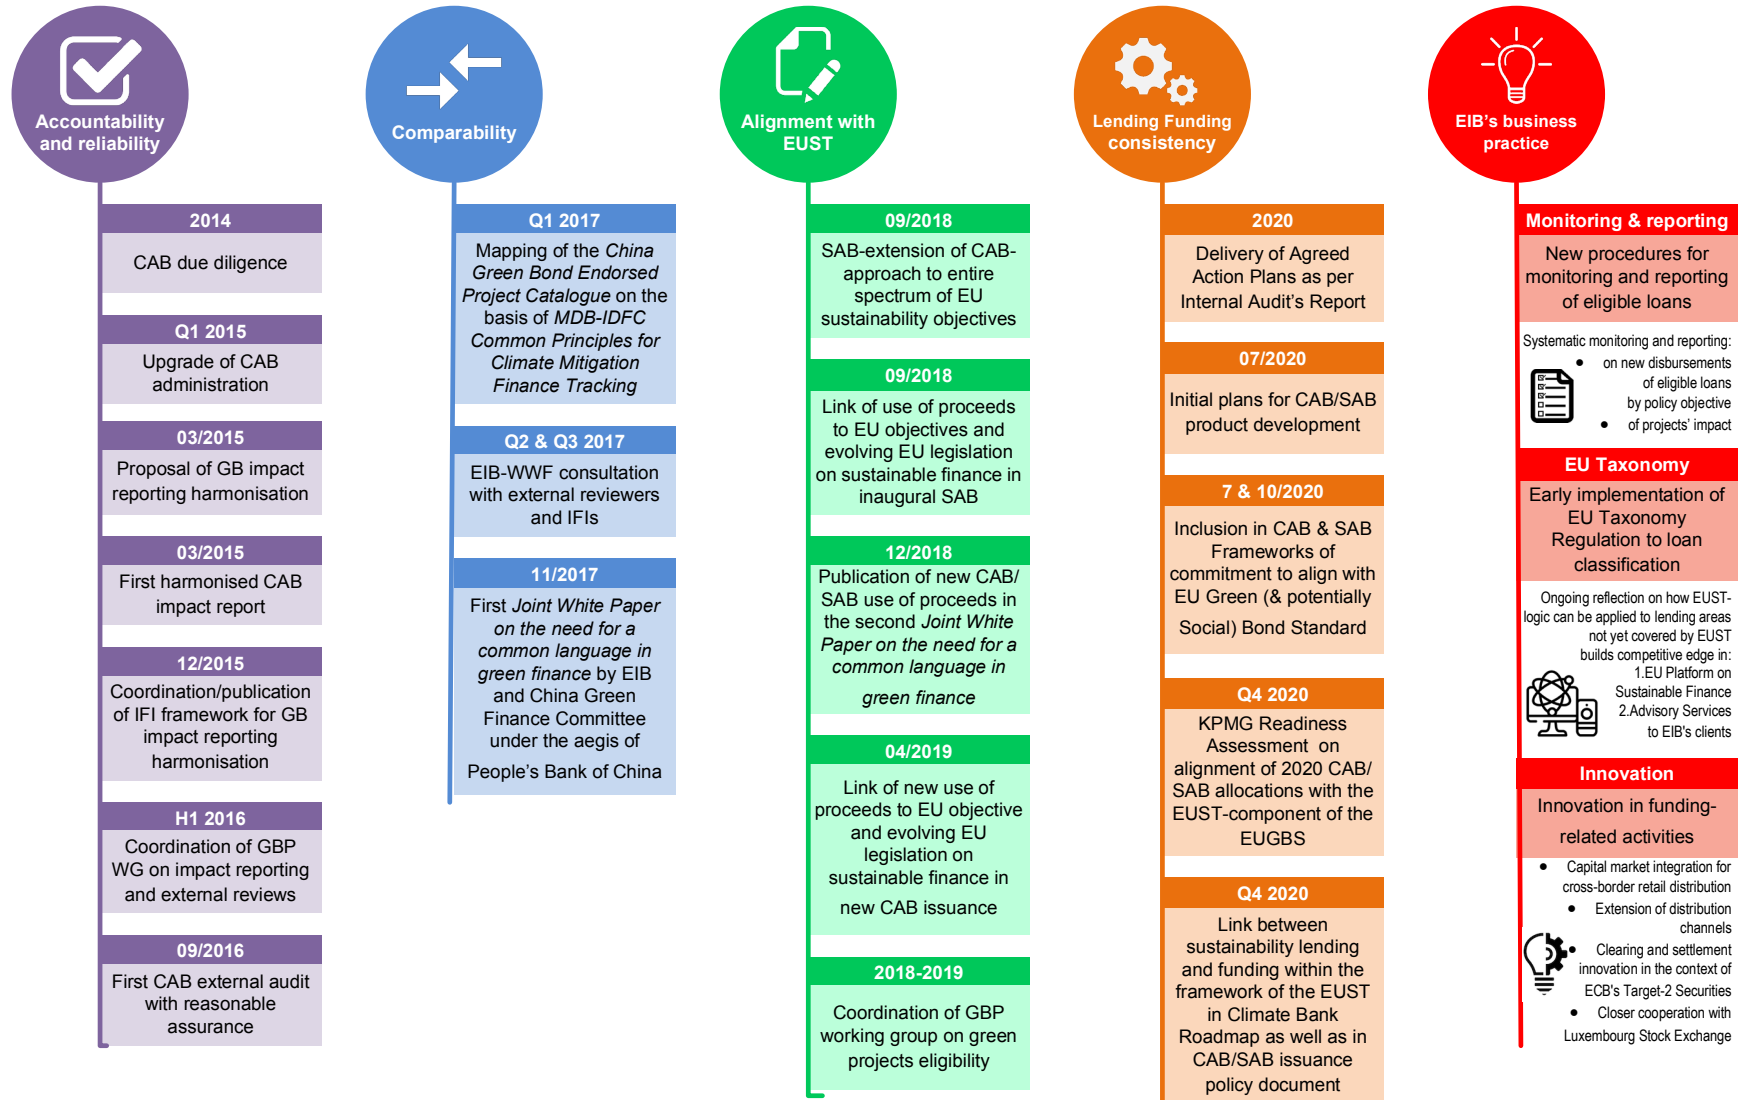 Accountability
and reliability
2014
CAB due diligence
Q1 2015
Upgrade of CAB
administration
03/2015
Proposal of GB impact
reporting harmonisation
03/2015
First harmonised CAB
impact report
12/2015
Coordination/publication
of IFI framework for GB
impact reporting
harmonisation
H1 2016
Coordination of GBP
WG on impact reporting
and external reviews
09/2016
First CAB external audit
with reasonable
assurance
Comparability
Q1 2017
Mapping of the China
Green Bond Endorsed
Project Catalogue on the
basis of MDB-IDFC
Common Principles for
Climate Mitigation
Finance Tracking
Q2 & Q3 2017
EIB-WWF consultation
with external reviewers
and IFIs
11/2017
First Joint White Paper
on the need for a
common language in
green finance by EIB
and China Green
Finance Committee
under the aegis of
People's Bank of China
Alignment with
EUST
09/2018
SAB-extension of CAB-
approach to entire
spectrum of EU
sustainability objectives
09/2018
Link of use of proceeds
to EU objectives and
evolving EU legislation
on sustainable finance in
inaugural SAB
12/2018
Publication of new CAB/
SAB use of proceeds in
the second Joint White
Paper on the need for a
common language in
green finance
04/2019
Link of new use of
proceeds to EU objective
and evolving EU
legislation on
sustainable finance in
new CAB issuance
2018-2019
Coordination of GBP
working group on green
projects eligibility
Lending Funding
consistency
2020
Delivery of Agreed
Action Plans as per
Internal Audit's Report
07/2020
Initial plans for CAB/SAB
product development
7 & 10/2020
Inclusion in CAB & SAB
Frameworks of
commitment to align with
EU Green (& potentially
Social) Bond Standard
Q4 2020
KPMG Readiness
Assessment on
alignment of 2020 CAB/
SAB allocations with the
EUST-component of the
EUGBS
Q4 2020
Link between
sustainability lending
and funding within the
framework of the EUST
in Climate Bank
Roadmap as well as in
CAB/SAB issuance
policy document
EIB's business
practice
Monitoring & reporting
New procedures for
monitoring and reporting
of eligible loans
Systematic monitoring and reporting:
• on new disbursements
of eligible loans
by policy objective
• of projects' impact
EU Taxonomy
Early implementation of
EU Taxonomy
Regulation to loan
classification
Ongoing reflection on how EUST-
logic can be applied to lending areas
not yet covered by EUST
builds competitive edge in:
1.EU Platform on
Sustainable Finance
2.Advisory Services
to EIB's clients
Innovation
Innovation in funding-
related activities
• Capital market integration for
cross-border retail distribution
• Extension of distribution
channels
• Clearing and settlement
innovation in the context of
ECB's Target-2 Securities
• Closer cooperation with
Luxembourg Stock Exchange